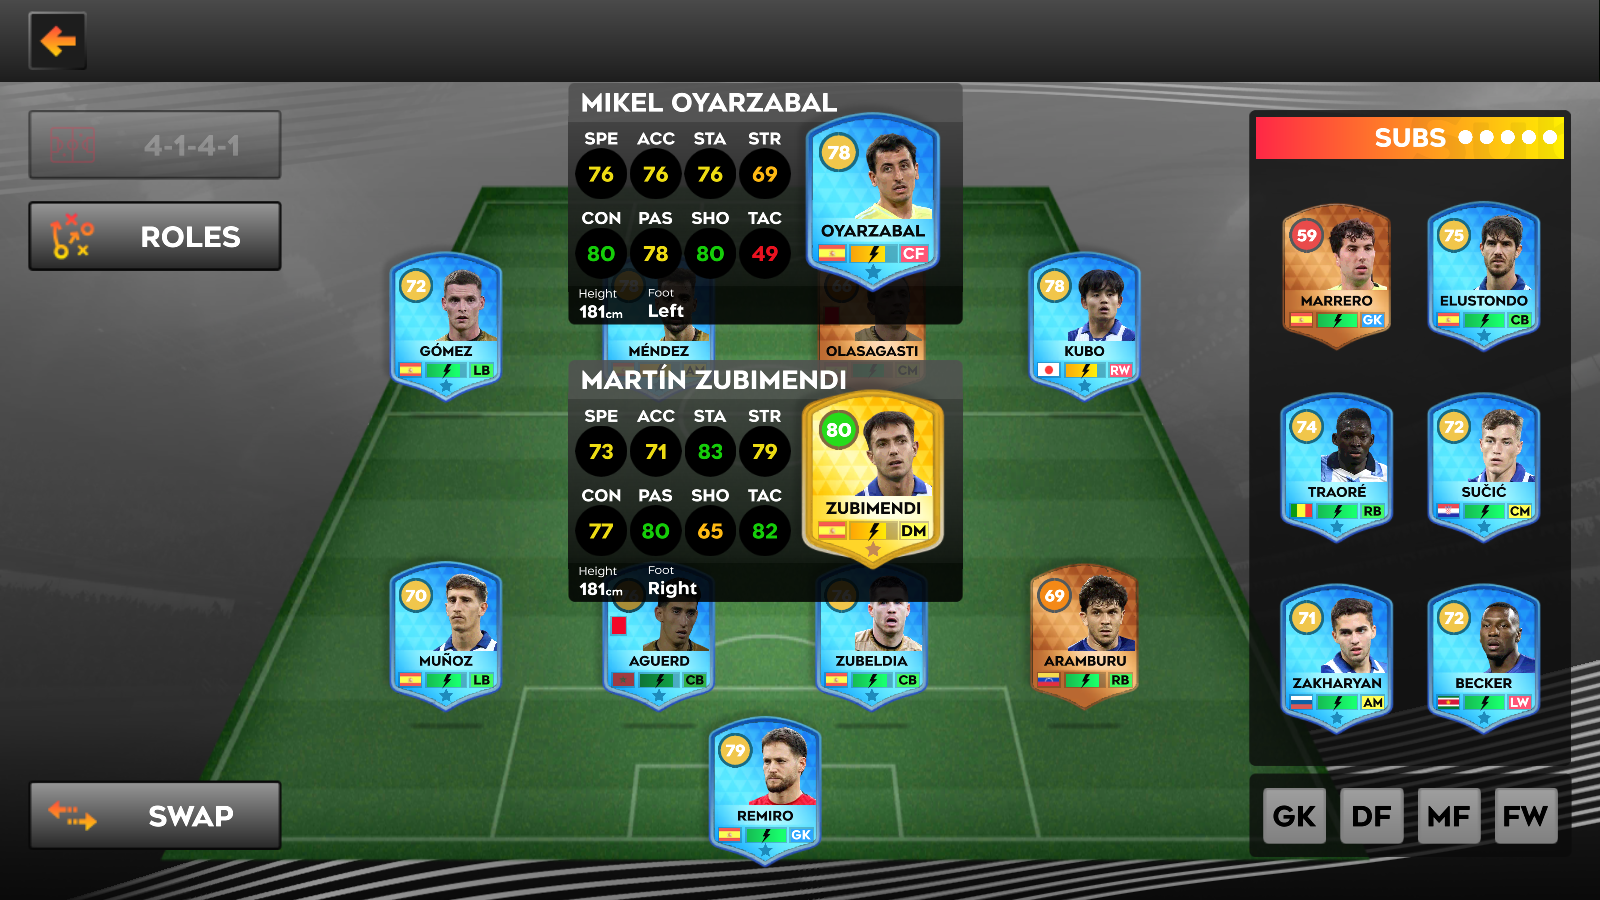 4-1-4-1
ROLES
SWAP
MIKEL OYARZABAL
SPE ACC STA STR
76 76 76 69
CON PAS SHO TAC
80 78 80 49
Height Foot
181cm Left
78
OYARZABAL
CF
72
GÓMEZ
LB
78
MÉNDEZ
AM
66
OLASAGASTI
CM
78
KUBO
RW
MARTÍN ZUBIMENDI
SPE ACC STA STR
73 71 83 79
CON PAS SHO TAC
77 80 65 82
Height Foot
181cm Right
80
ZUBIMENDI
DM
70
MUÑOZ
LB
AGUERD
CB
76
ZUBELDIA
CB
69
ARAMBURU
RB
79
REMIRO
GK
SUBS
59
MARRERO
GK
75
ELUSTONDO
CB
74
TRAORÉ
RB
72
SUČIĆ
CM
71
ZAKHARYAN
AM
72
BECKER
LW
GK DF MF FW